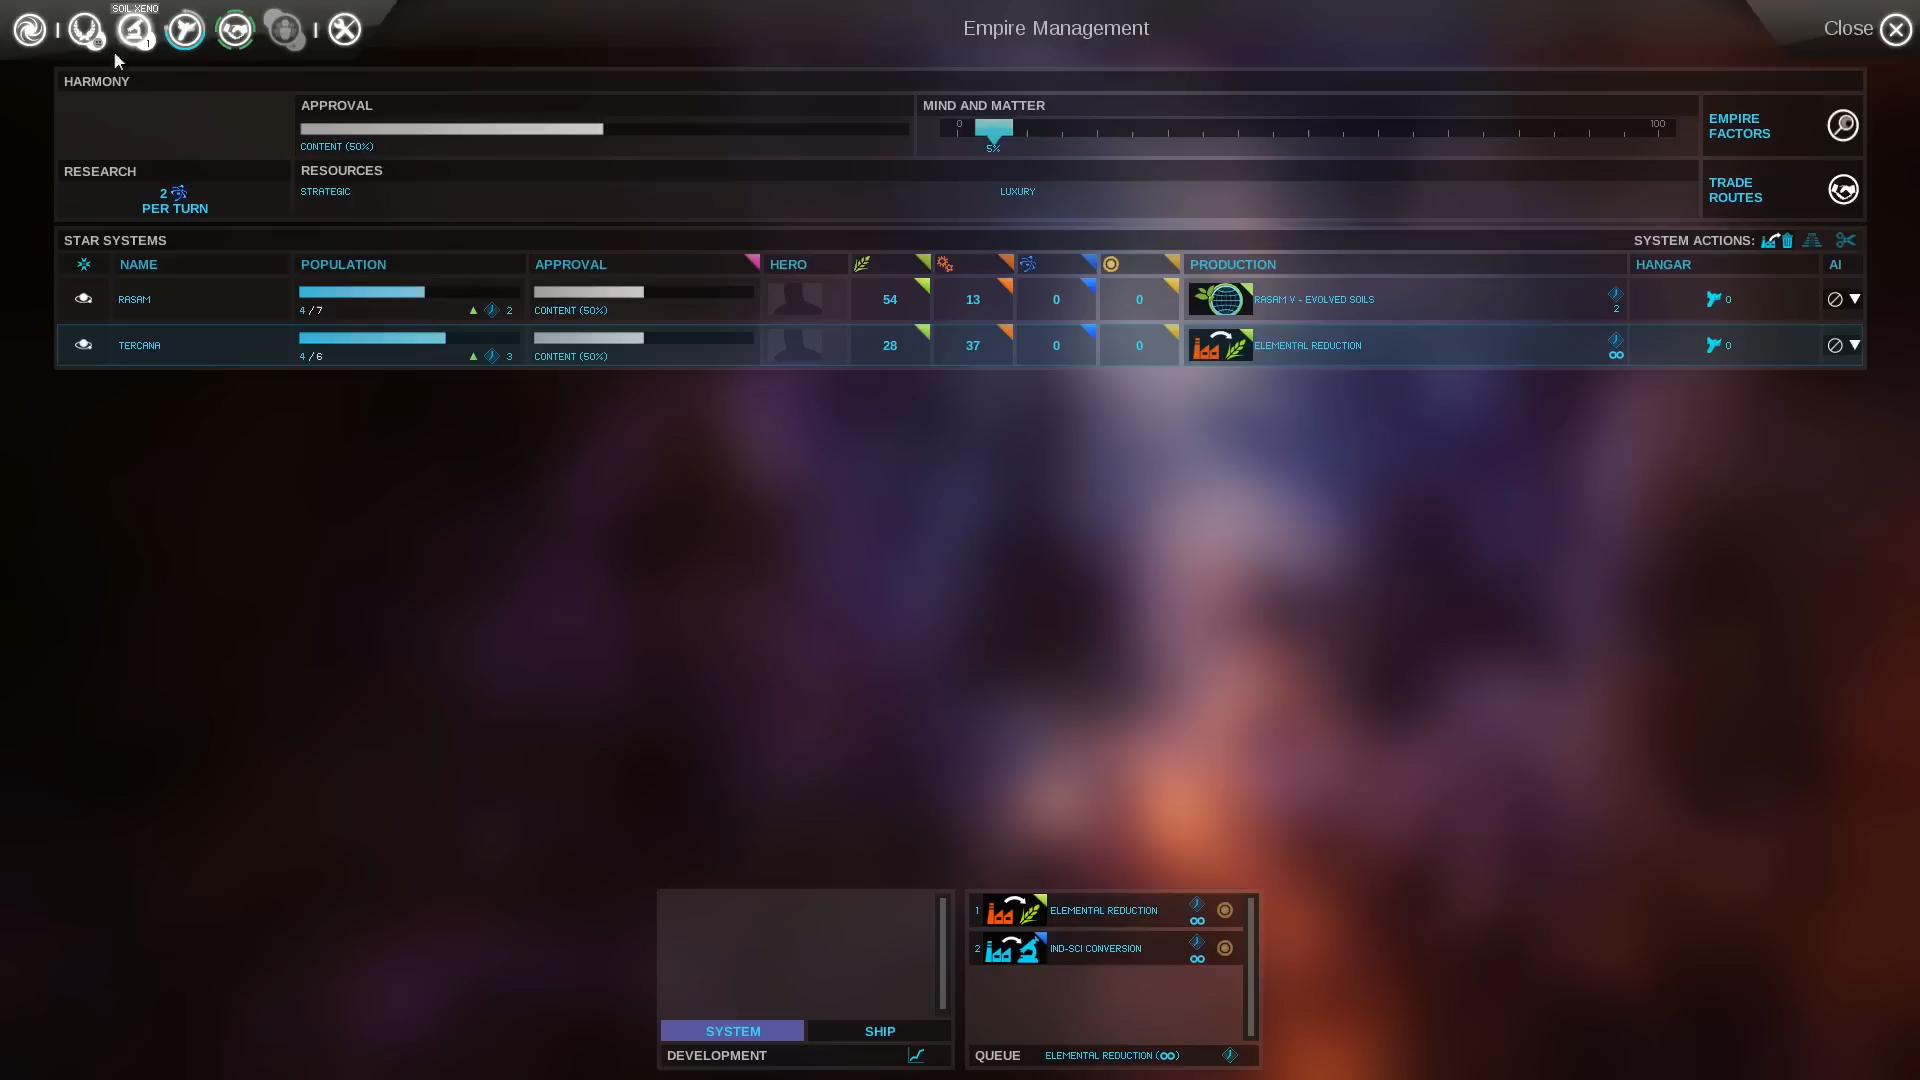 SOIL XENO
1
Empire Management
Close
HARMONY
APPROVAL
CONTENT (50%)
MIND AND MATTER
0
100
5%
EMPIRE
FACTORS
RESEARCH
2
PER TURN
RESOURCES
STRATEGIC
LUXURY
TRADE
ROUTES
STAR SYSTEMS
SYSTEM ACTIONS:
NAME
POPULATION
APPROVAL
HERO
PRODUCTION
HANGAR
AI
RASAM
4 / 7
2
CONTENT (50%)
54
13
0
0
RASAM V - EVOLVED SOILS
2
0
TERCANA
4 / 6
3
CONTENT (50%)
28
37
0
0
ELEMENTAL REDUCTION
∞
0
1
ELEMENTAL REDUCTION
∞
2
IND-SCI CONVERSION
∞
SYSTEM
SHIP
DEVELOPMENT
QUEUE
ELEMENTAL REDUCTION (∞)